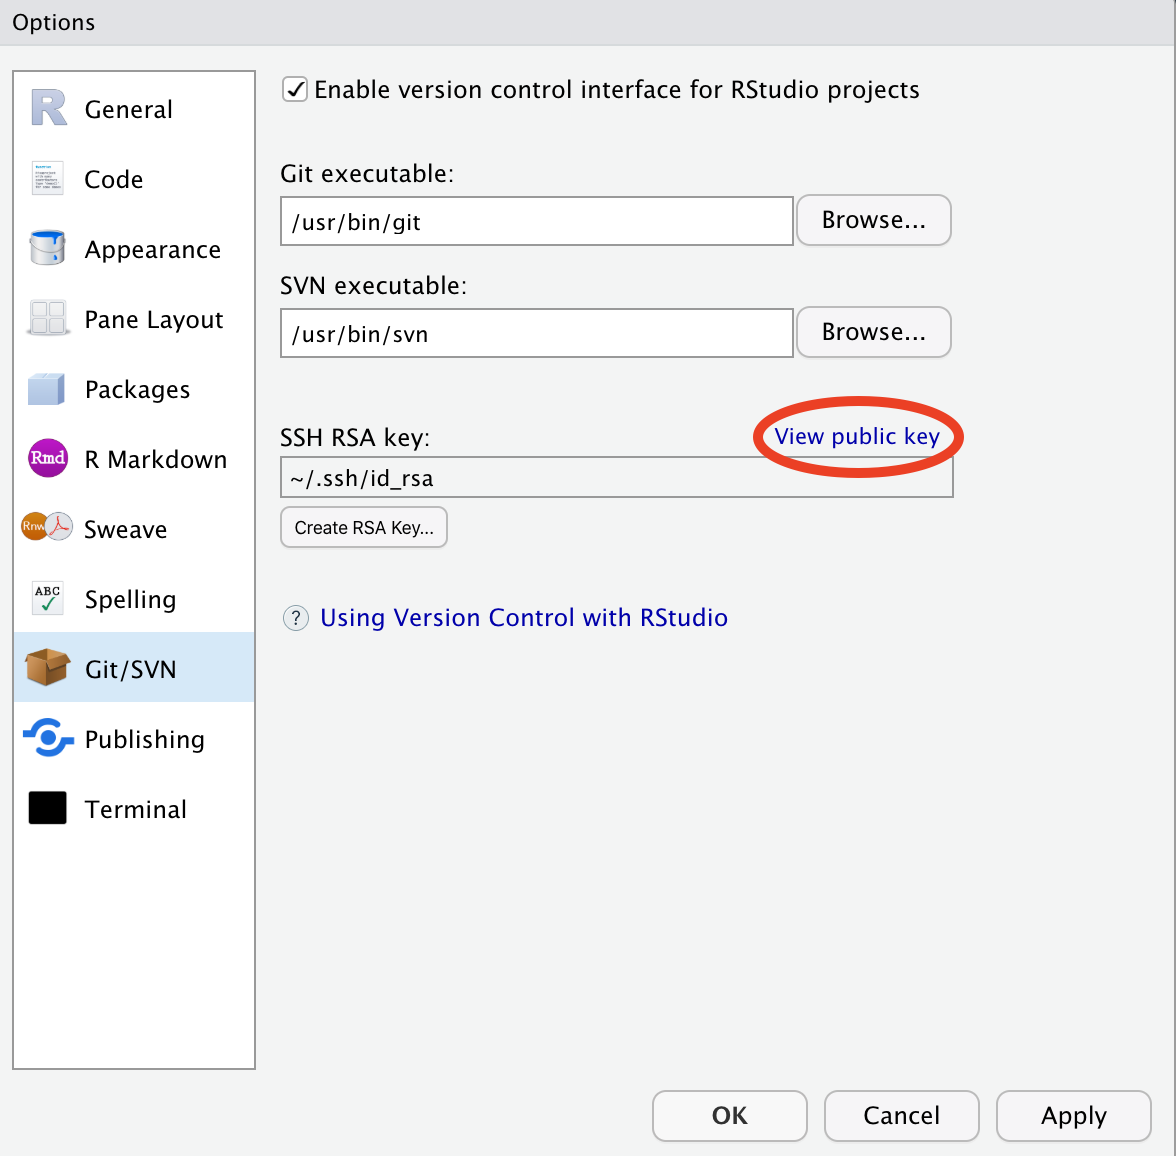 Options
General
Code
Appearance
Pane Layout
Packages
Rmd
R Markdown
Rnw
Sweave
ABC
Spelling
Git/SVN
Publishing
Terminal
Enable version control interface for RStudio projects
Git executable:
/usr/bin/git
Browse...
SVN executable:
/usr/bin/svn
Browse...
SSH RSA key:
View public key
~/.ssh/id_rsa
Create RSA Key...
? Using Version Control with RStudio
OK
Cancel
Apply